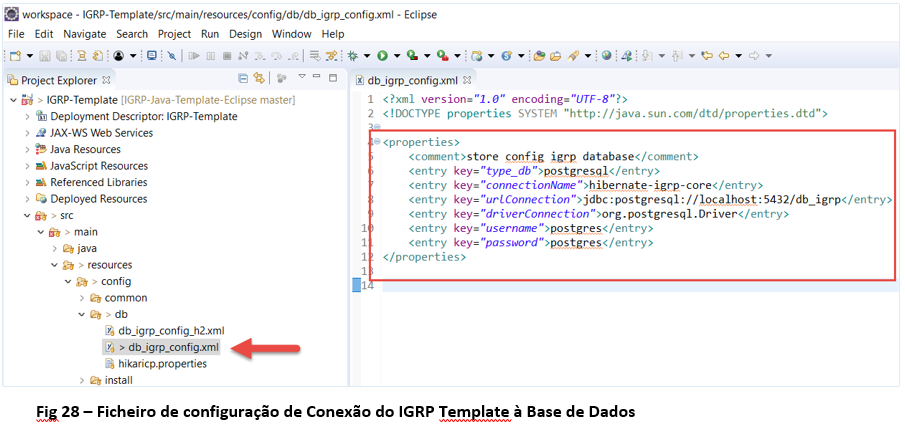 workspace - IGRP-Template/src/main/resources/config/db/db_igrp_config.xml - Eclipse
File Edit Navigate Search Project Run Design Window Help
Project Explorer
IGRP-Template [IGRP-Java-Template-Eclipse master]
Deployment Descriptor: IGRP-Template
JAX-WS Web Services
Java Resources
JavaScript Resources
Referenced Libraries
Deployed Resources
> src
> main
> java
> resources
> config
> common
> db
db_igrp_config_h2.xml
> db_igrp_config.xml
hikaricp.properties
> install
db_igrp_config.xml
1 <?xml version="1.0" encoding="UTF-8"?>
2 <!DOCTYPE properties SYSTEM "http://java.sun.com/dtd/properties.dtd">
3
4 <properties>
5 <comment>store config igrp database</comment>
6 <entry key="type_db">postgresql</entry>
7 <entry key="connectionName">hibernate-igrp-core</entry>
8 <entry key="urlConnection">jdbc:postgresql://localhost:5432/db_igrp</entry>
9 <entry key="driverConnection">org.postgresql.Driver</entry>
10 <entry key="username">postgres</entry>
11 <entry key="password">postgres</entry>
12 </properties>
13
14
Fig 28 – Ficheiro de configuração de Conexão do IGRP Template à Base de Dados